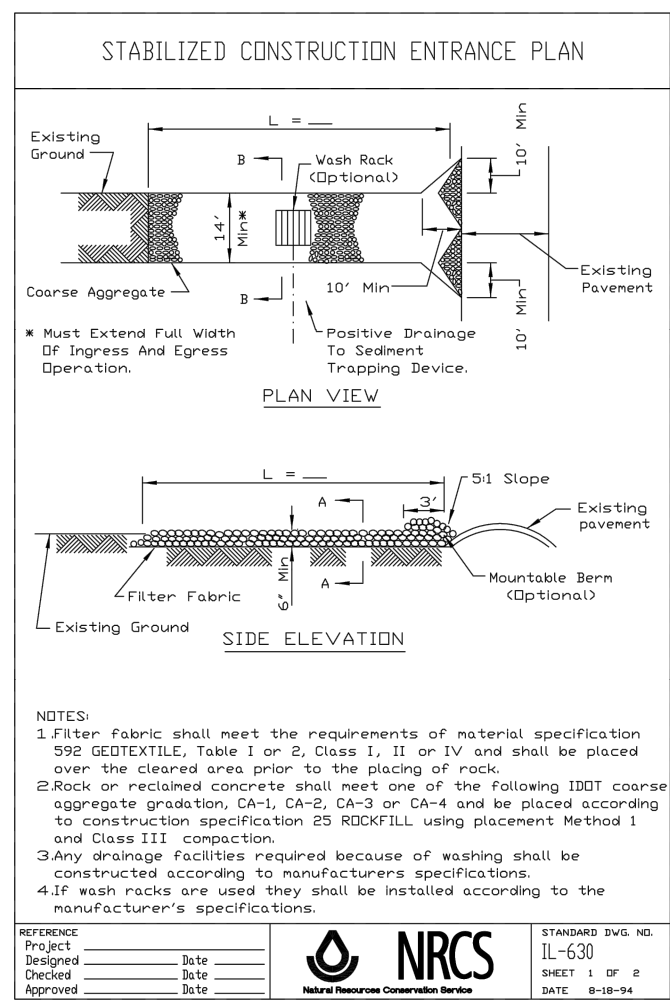 STABILIZED CONSTRUCTION ENTRANCE PLAN
L = ___
Existing
Ground
B
Wash Rack
(Optional)
10' Min
14'
Min*
Coarse Aggregate
B
10' Min
Existing
Pavement
10' Min
* Must Extend Full Width
Of Ingress And Egress
Operation.
Positive Drainage
To Sediment
Trapping Device.
PLAN VIEW
L = ___
5:1 Slope
A
3'
Existing
pavement
Filter Fabric
6" Min
A
Mountable Berm
(Optional)
Existing Ground
SIDE ELEVATION
NOTES:
1.Filter fabric shall meet the requirements of material specification
592 GEOTEXTILE, Table I or 2, Class I, II or IV and shall be placed
over the cleared area prior to the placing of rock.
2.Rock or reclaimed concrete shall meet one of the following IDOT coarse
aggregate gradation, CA-1, CA-2, CA-3 or CA-4 and be placed according
to construction specification 25 ROCKFILL using placement Method 1
and Class III compaction.
3.Any drainage facilities required because of washing shall be
constructed according to manufacturers specifications.
4.If wash racks are used they shall be installed according to the
manufacturer's specifications.
REFERENCE
Project
Designed Date
Checked Date
Approved Date
NRCS
Natural Resources Conservation Service
STANDARD DWG. NO.
IL-630
SHEET 1 OF 2
DATE 8-18-94